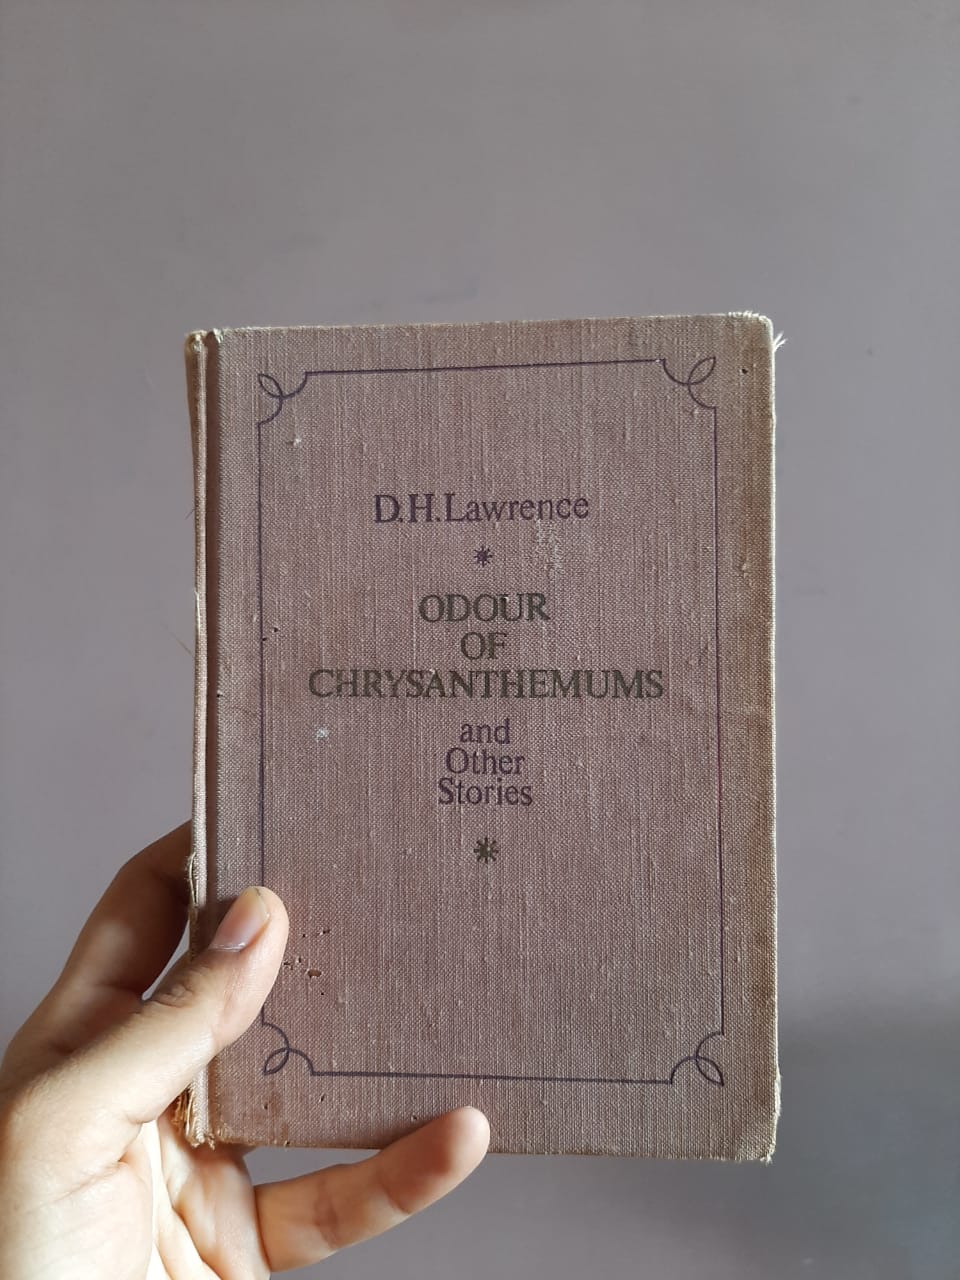 D.H.Lawrence
ODOUR
OF
CHRYSANTHEMUMS
and
Other
Stories